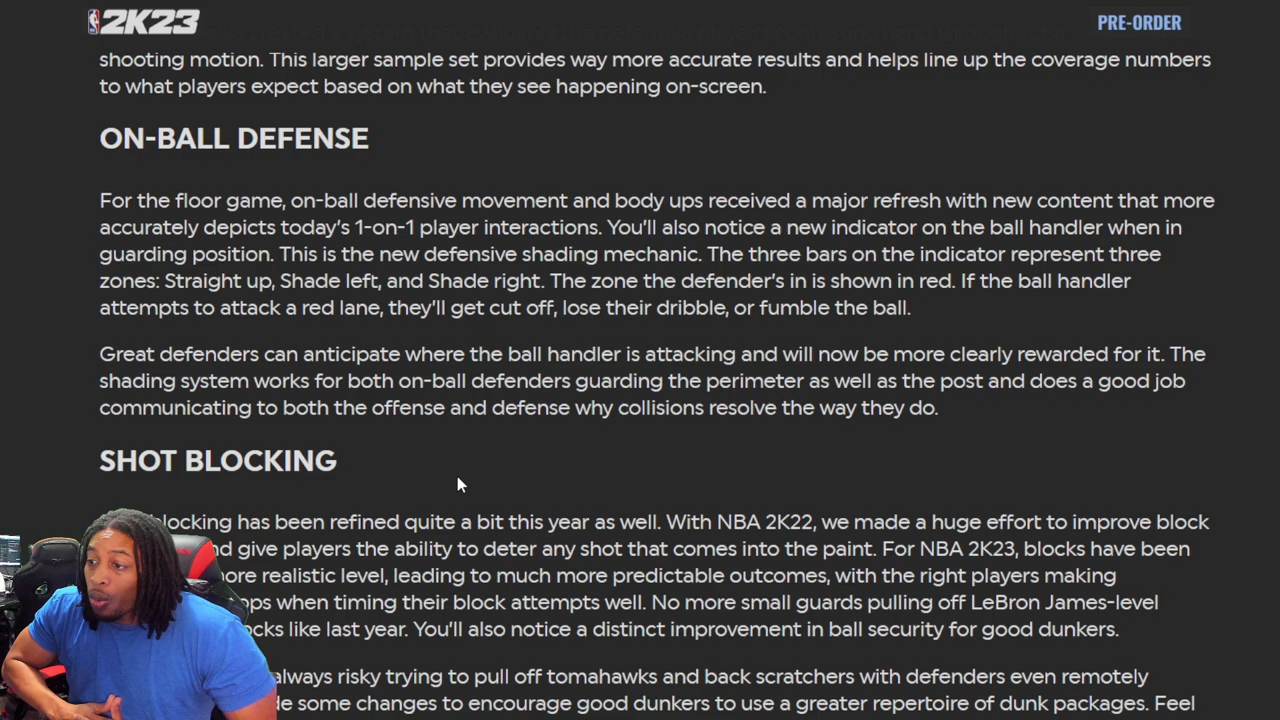 2K23
PRE-ORDER
shooting motion. This larger sample set provides way more accurate results and helps line up the coverage numbers
to what players expect based on what they see happening on-screen.
ON-BALL DEFENSE
For the floor game, on-ball defensive movement and body ups received a major refresh with new content that more
accurately depicts today's 1-on-1 player interactions. You'll also notice a new indicator on the ball handler when in
guarding position. This is the new defensive shading mechanic. The three bars on the indicator represent three
zones: Straight up, Shade left, and Shade right. The zone the defender's in is shown in red. If the ball handler
attempts to attack a red lane, they'll get cut off, lose their dribble, or fumble the ball.
Great defenders can anticipate where the ball handler is attacking and will now be more clearly rewarded for it. The
shading system works for both on-ball defenders guarding the perimeter as well as the post and does a good job
communicating to both the offense and defense why collisions resolve the way they do.
SHOT BLOCKING
blocking has been refined quite a bit this year as well. With NBA 2K22, we made a huge effort to improve block
give players the ability to deter any shot that comes into the paint. For NBA 2K23, blocks have been
more realistic level, leading to much more predictable outcomes, with the right players making
when timing their block attempts well. No more small guards pulling off LeBron James-level
like last year. You'll also notice a distinct improvement in ball security for good dunkers.
always risky trying to pull off tomahawks and back scratchers with defenders even remotely
some changes to encourage good dunkers to use a greater repertoire of dunk packages. Feel